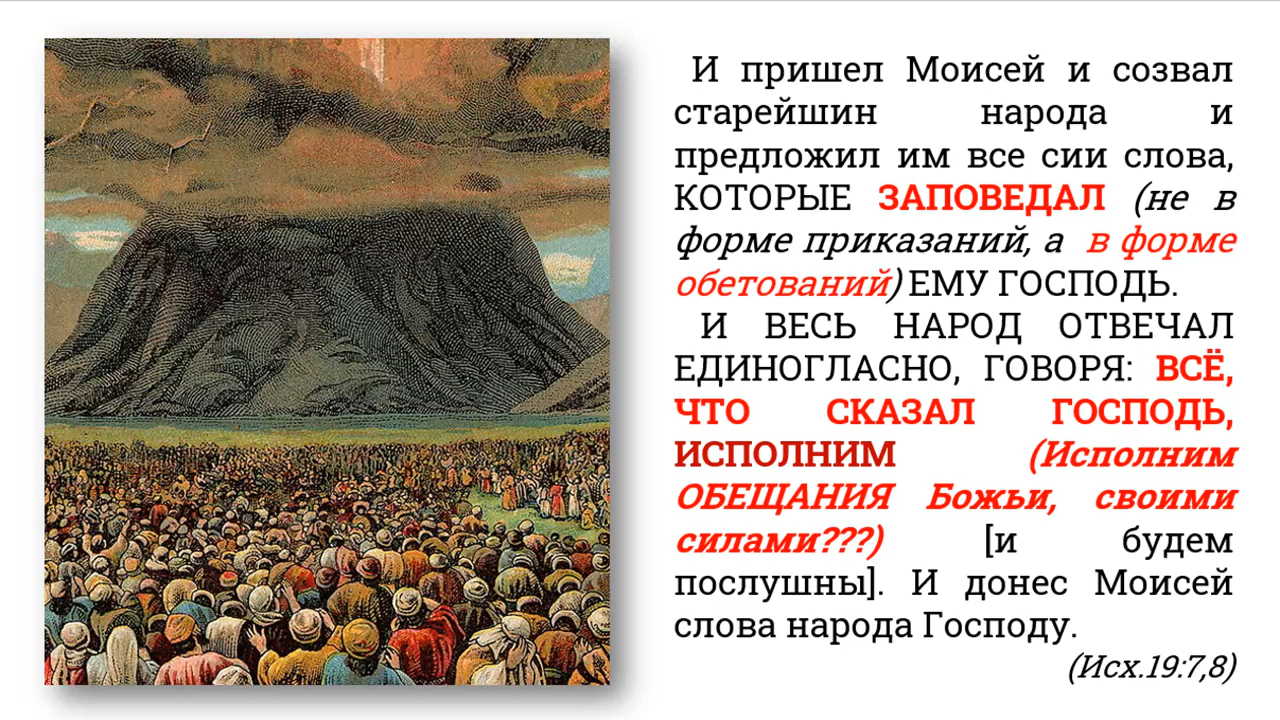 И пришел Моисей и созвал
старейшин народа и
предложил им все сии слова,
КОТОРЫЕ ЗАПОВЕДАЛ (не в
форме приказаний, а в форме
обетований) ЕМУ ГОСПОДЬ.
И ВЕСЬ НАРОД ОТВЕЧАЛ
ЕДИНОГЛАСНО, ГОВОРЯ: ВСЁ,
ЧТО СКАЗАЛ ГОСПОДЬ,
ИСПОЛНИМ (Исполним
ОБЕЩАНИЯ Божьи, своими
силами???) [и будем
послушны]. И донес Моисей
слова народа Господу.
(Исх.19:7,8)